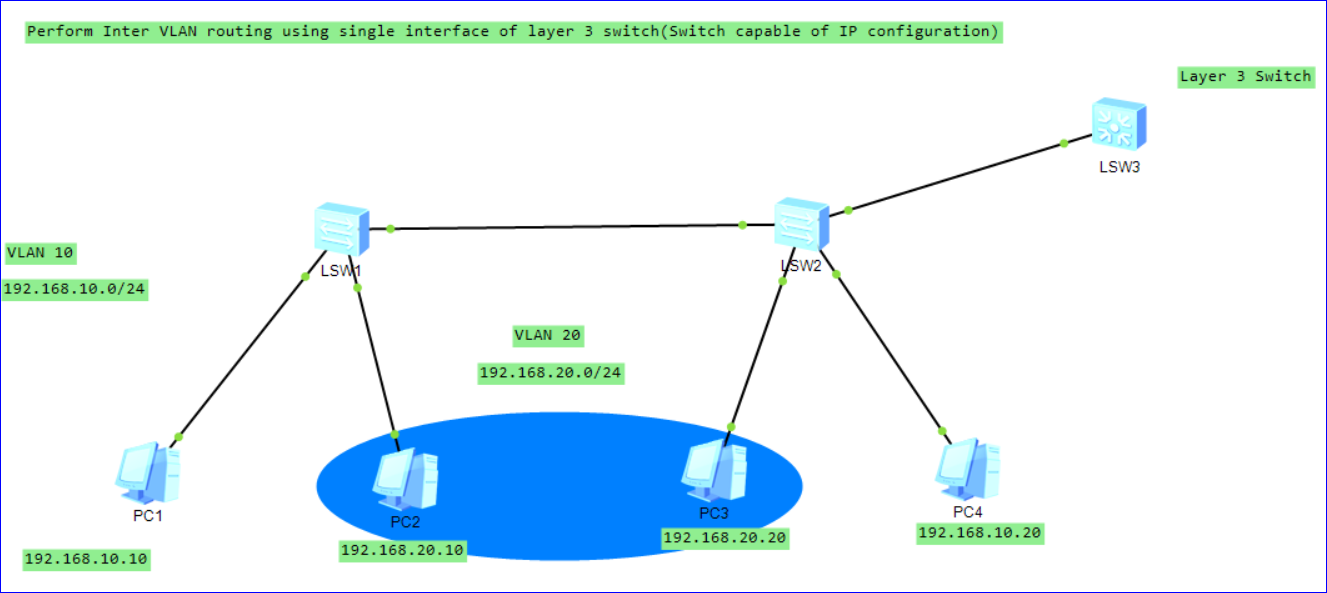 Perform Inter VLAN routing using single interface of layer 3 switch(Switch capable of IP configuration)
Layer 3 Switch
LSW3
LSW1
LSW2
VLAN 10
192.168.10.0/24
VLAN 20
192.168.20.0/24
PC1
PC2
PC3
PC4
192.168.10.10
192.168.20.10
192.168.20.20
192.168.10.20